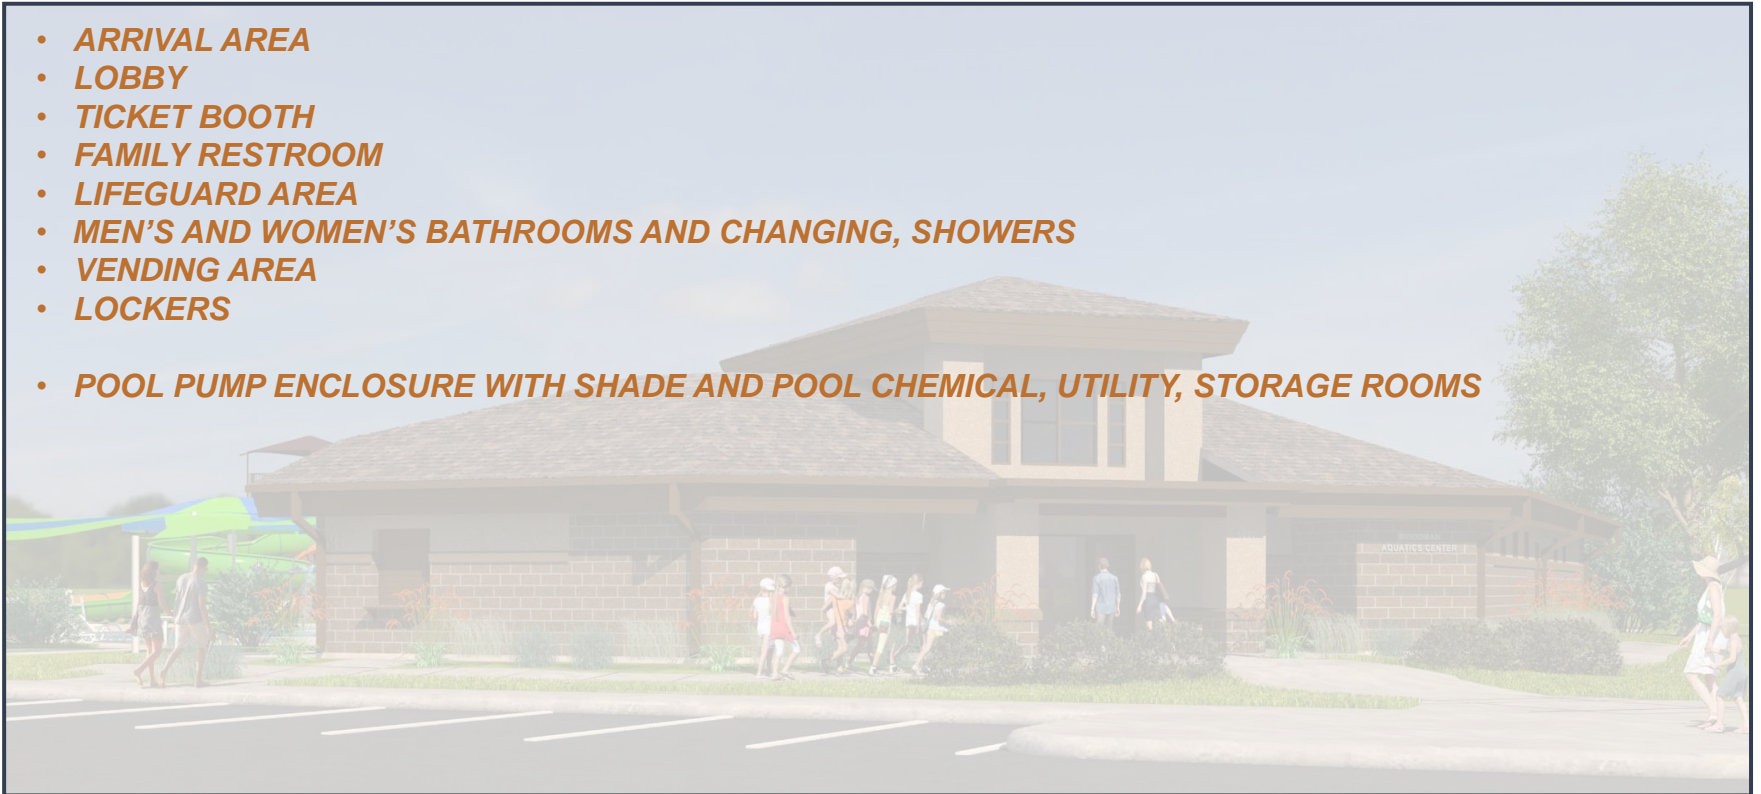 • ARRIVAL AREA
• LOBBY
• TICKET BOOTH
• FAMILY RESTROOM
• LIFEGUARD AREA
• MEN’S AND WOMEN’S BATHROOMS AND CHANGING, SHOWERS
• VENDING AREA
• LOCKERS
• POOL PUMP ENCLOSURE WITH SHADE AND POOL CHEMICAL, UTILITY, STORAGE ROOMS
AQUATICS CENTER